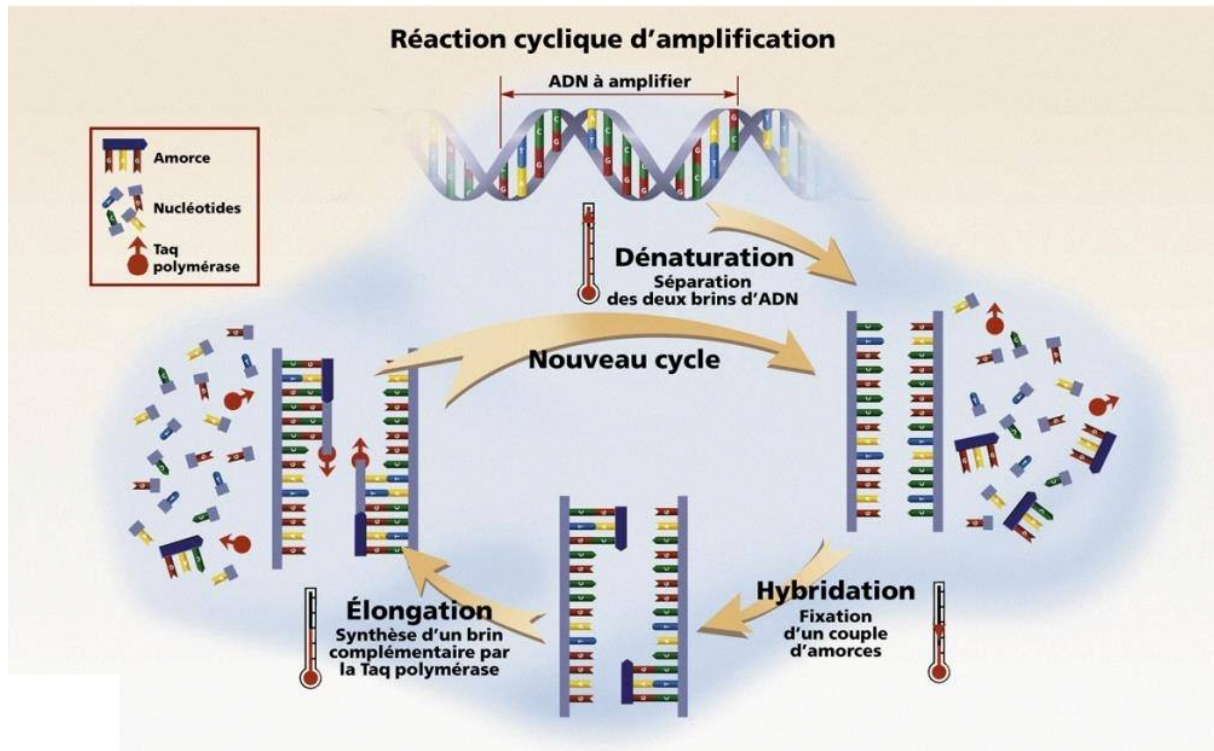 Réaction cyclique d’amplification
ADN à amplifier
Amorce
Nucléotides
Taq
polymérase
Dénaturation
Séparation
des deux brins d’ADN
Nouveau cycle
Hybridation
Fixation
d’un couple
d’amorces
Élongation
Synthèse d’un brin
complémentaire par
la Taq polymérase